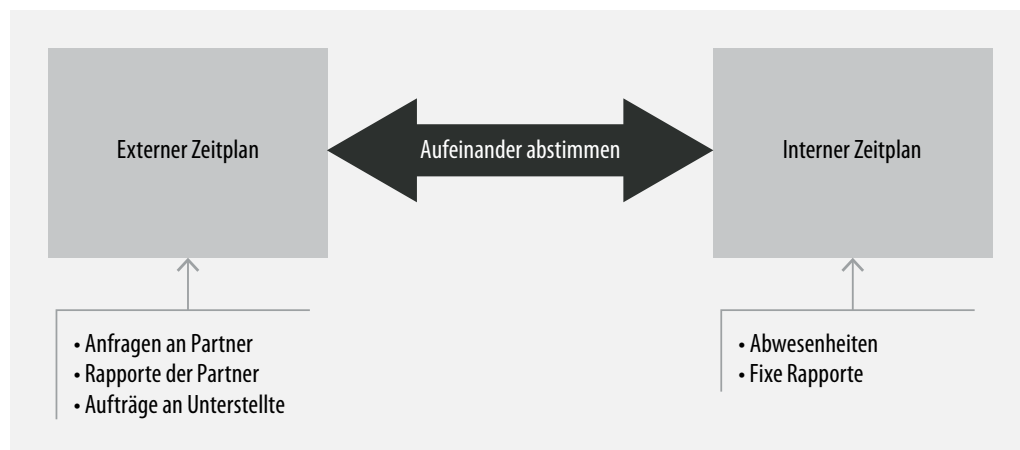 Externer Zeitplan
Aufeinander abstimmen
Interner Zeitplan
• Anfragen an Partner
• Rapporte der Partner
• Aufträge an Unterstellte
• Abwesenheiten
• Fixe Rapporte